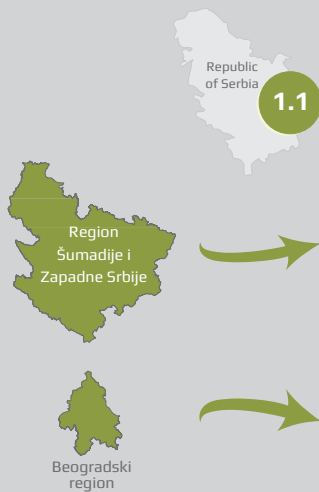 Republic
of Serbia
1.1
Region
Šumadije i
Zapadne Srbije
Beogradski
region